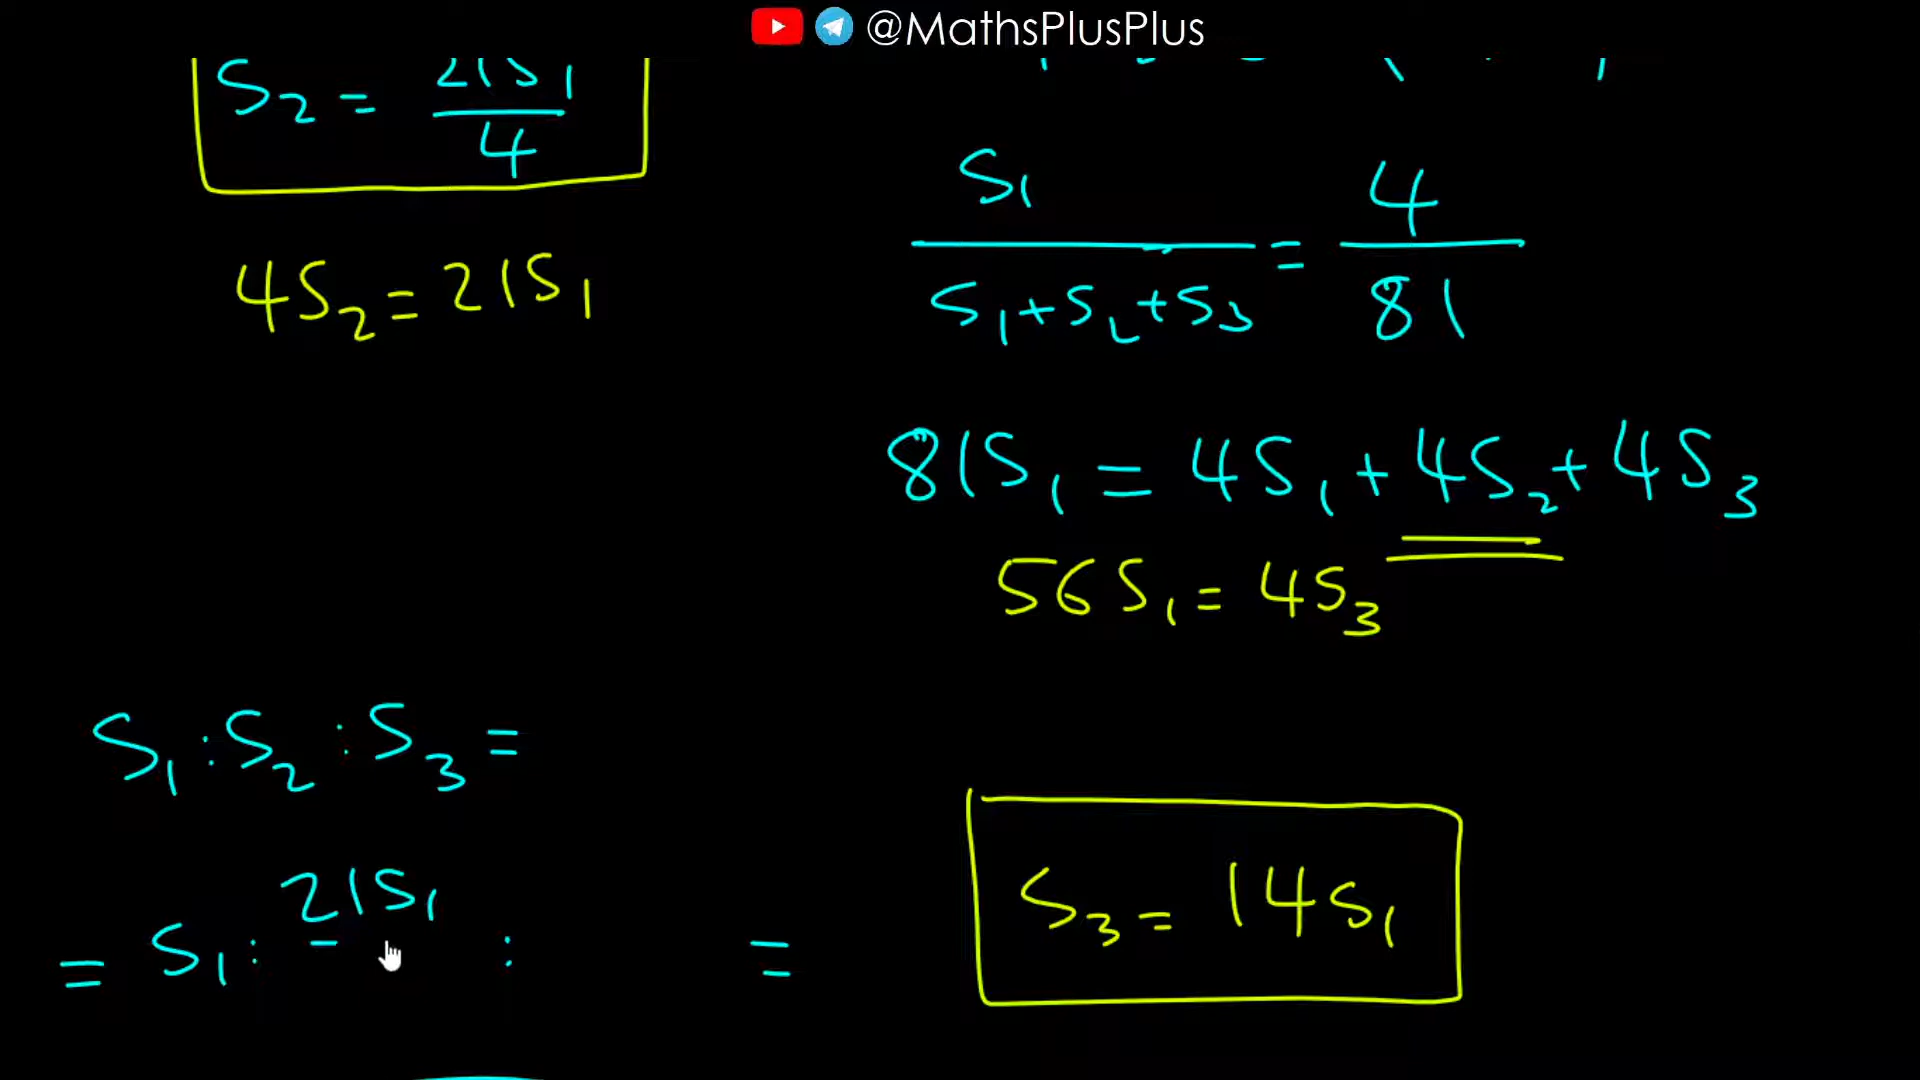 @MathsPlusPlus
S₂ = 21S₁/4
4S₂ = 21S₁
S₁/(S₁+S₂+S₃) = 4/81
81S₁ = 4S₁ + 4S₂ + 4S₃
56S₁ = 4S₃
S₁ : S₂ : S₃ =
= S₁ : 21S₁ : =
S₃ = 14S₁